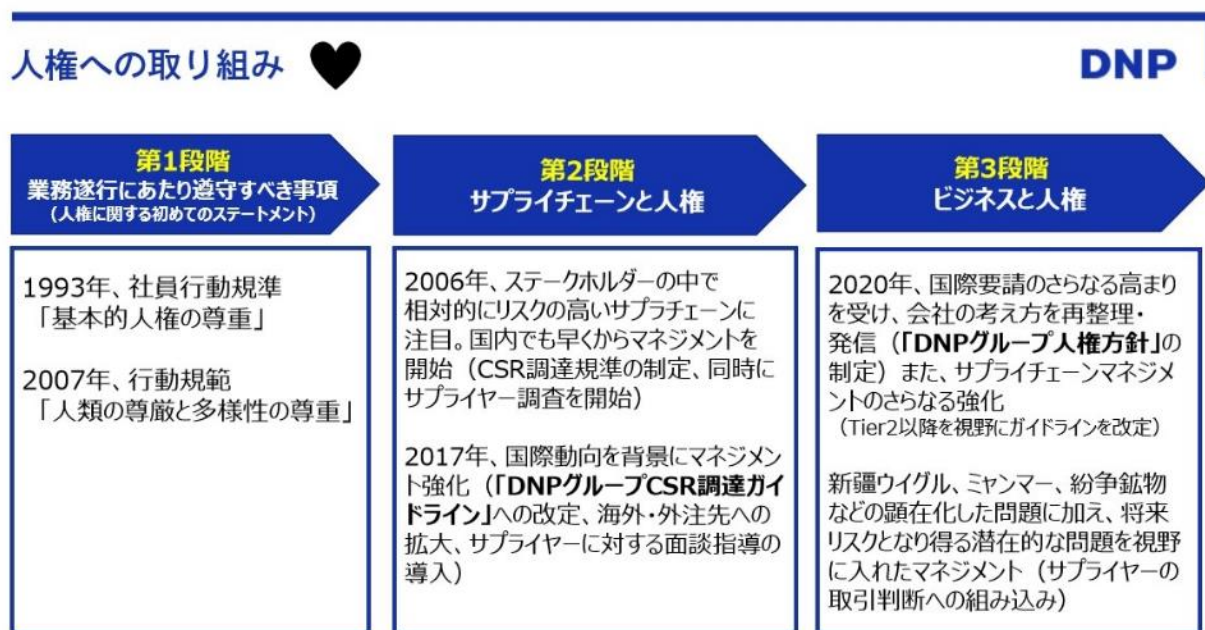 人権への取り組み
DNP
第1段階
業務遂行にあたり遵守すべき事項
（人権に関する初めてのステートメント）
1993年、社員行動規準
「基本的人権の尊重」
2007年、行動規範
「人類の尊厳と多様性の尊重」
第2段階
サプライチェーンと人権
2006年、ステークホルダーの中で
相対的にリスクの高いサプラチェーンに
注目。国内でも早くからマネジメントを
開始（CSR調達規準の制定、同時に
サプライヤー調査を開始）
2017年、国際動向を背景にマネジメン
ト強化（「DNPグループCSR調達ガイ
ドライン」への改定、海外・外注先への
拡大、サプライヤーに対する面談指導の
導入）
第3段階
ビジネスと人権
2020年、国際要請のさらなる高まり
を受け、会社の考え方を再整理・
発信（「DNPグループ人権方針」の
制定）また、サプライチェーンマネジメ
ントのさらなる強化
（Tier2以降を視野にガイドラインを改定）
新疆ウイグル、ミャンマー、紛争鉱物
などの顕在化した問題に加え、将来
リスクとなり得る潜在的な問題を視野
に入れたマネジメント（サプライヤーの
取引判断への組み込み）